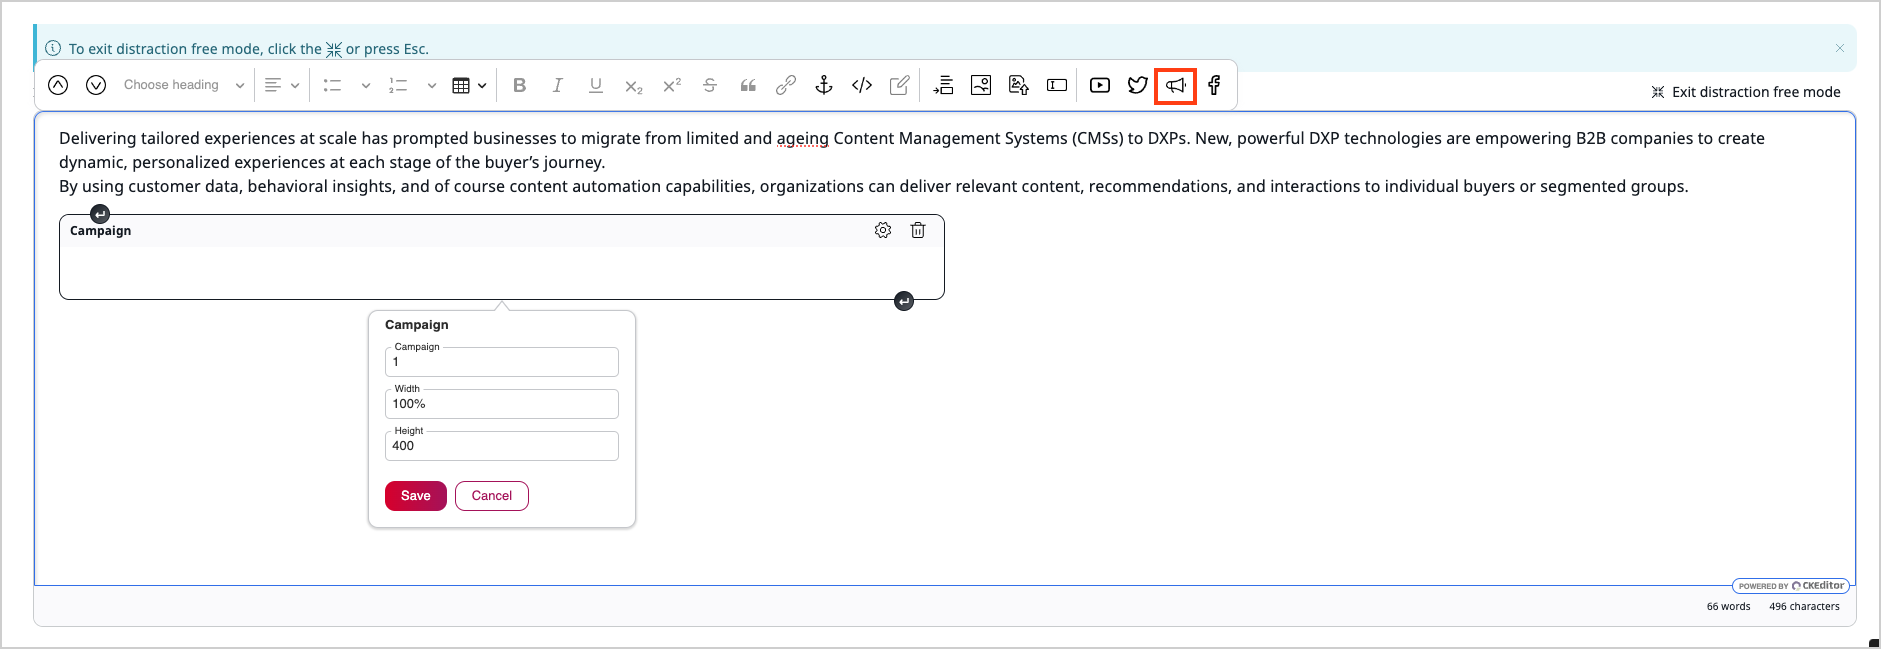 To exit distraction free mode, click the or press Esc.
Choose heading
Exit distraction free mode
Delivering tailored experiences at scale has prompted businesses to migrate from limited and ageing Content Management Systems (CMSs) to DXPs. New, powerful DXP technologies are empowering B2B companies to create
dynamic, personalized experiences at each stage of the buyer’s journey.
By using customer data, behavioral insights, and of course content automation capabilities, organizations can deliver relevant content, recommendations, and interactions to individual buyers or segmented groups.
Campaign
Campaign
Campaign
1
Width
100%
Height
400
Save Cancel
POWERED BY CKEditor
66 words 496 characters